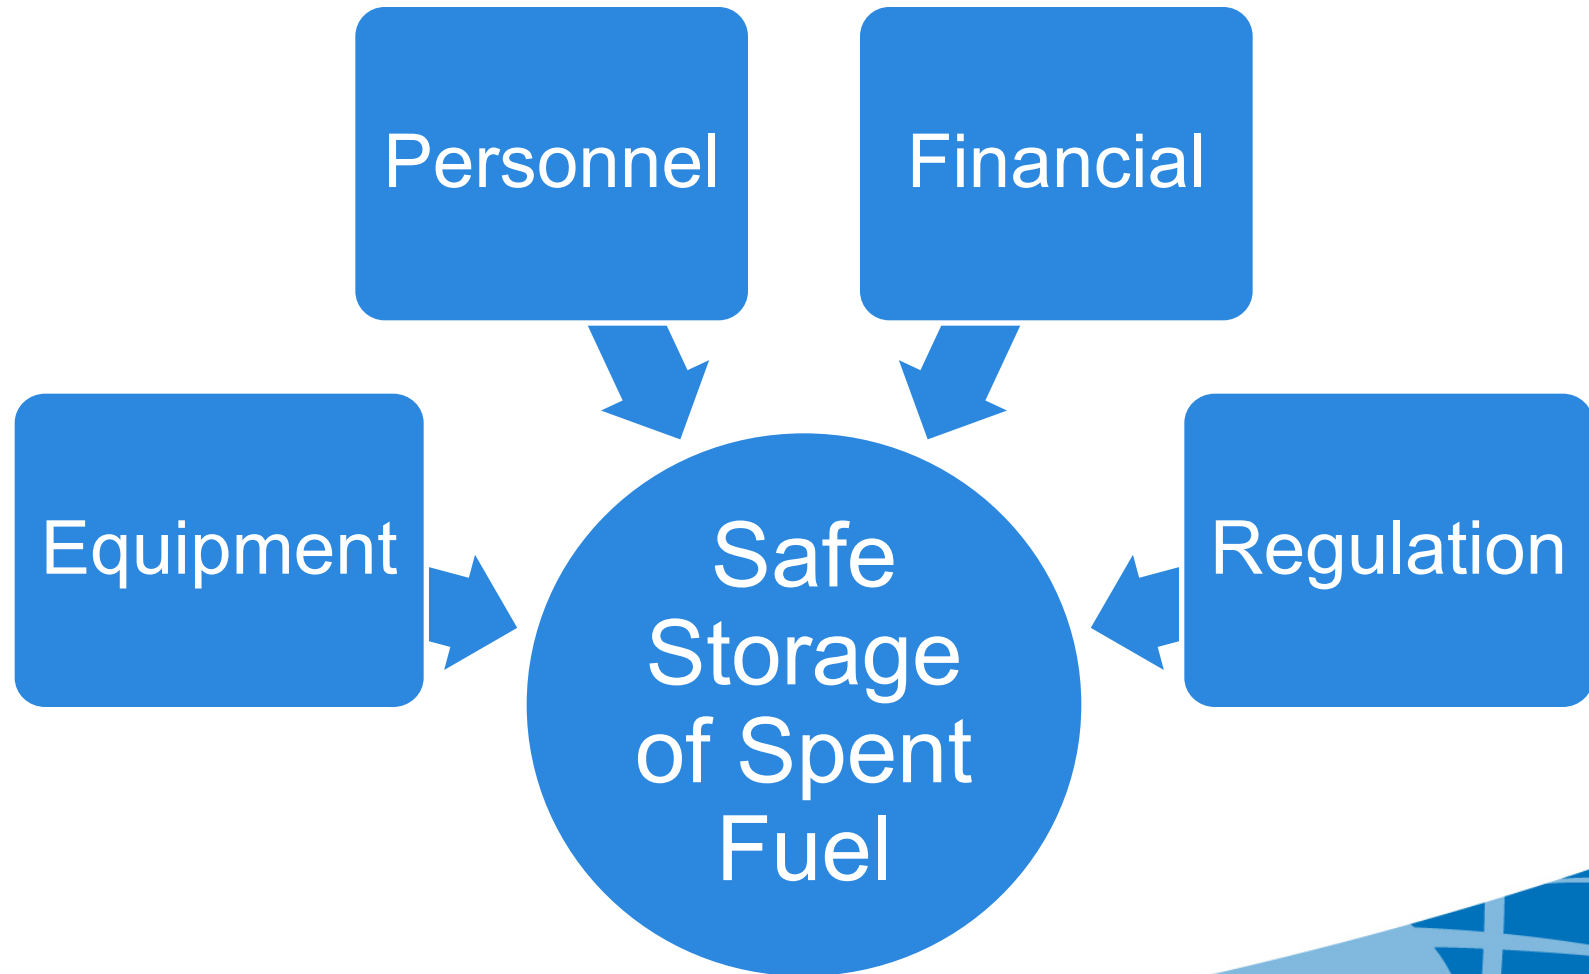 Personnel
Financial
Equipment
Regulation
Safe
Storage
of Spent
Fuel